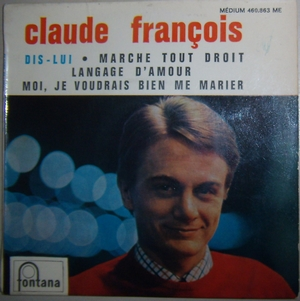 MÉDIUM 460.863 ME
claude françois
DIS-LUI • MARCHE TOUT DROIT
LANGAGE D'AMOUR
MOI, JE VOUDRAIS BIEN ME MARIER
fontana